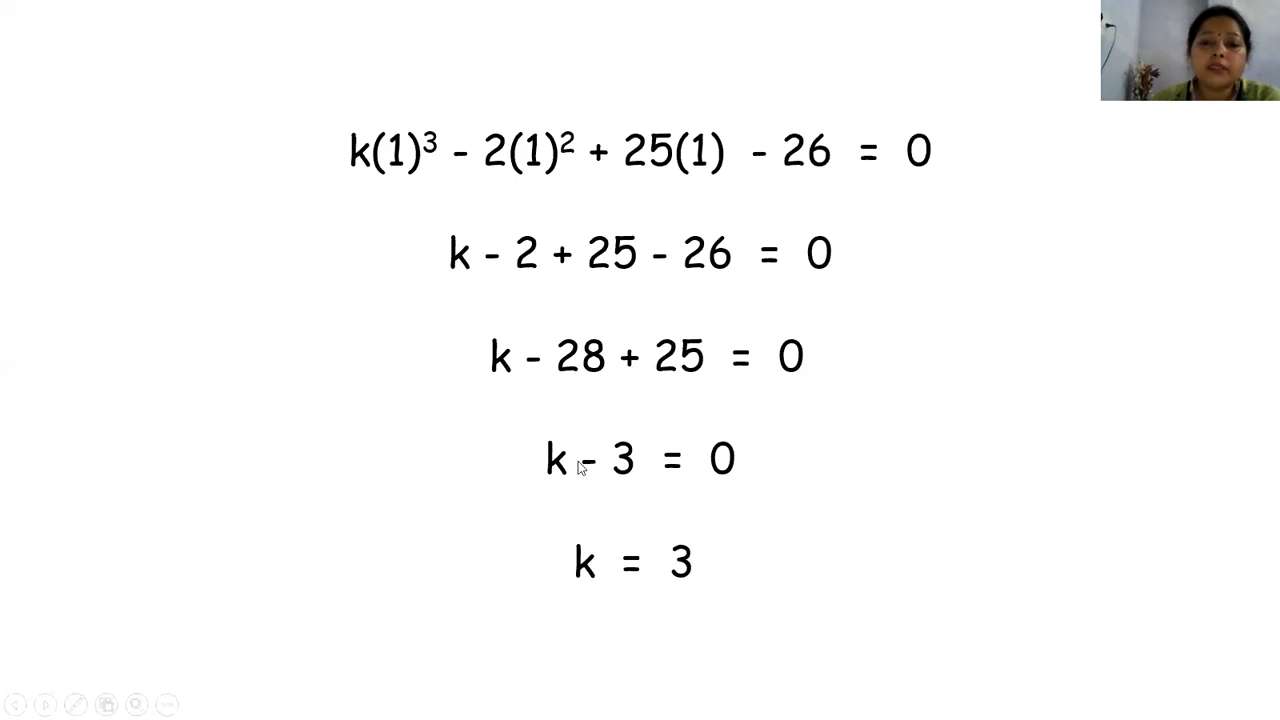 k(1)³ - 2(1)² + 25(1) - 26 = 0
k - 2 + 25 - 26 = 0
k - 28 + 25 = 0
k - 3 = 0
k = 3